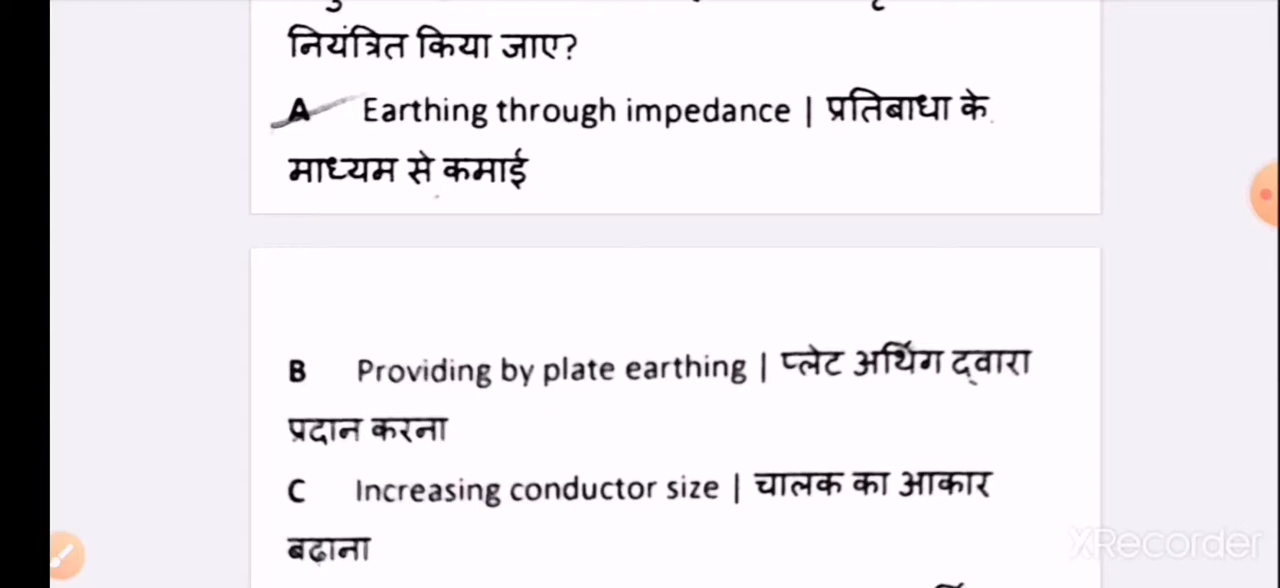 नियंत्रित किया जाए?
A Earthing through impedance | प्रतिबाधा के
माध्यम से कमाई
B Providing by plate earthing | प्लेट अर्थिंग द्वारा
प्रदान करना
C Increasing conductor size | चालक का आकार
बढ़ाना
XRecorder